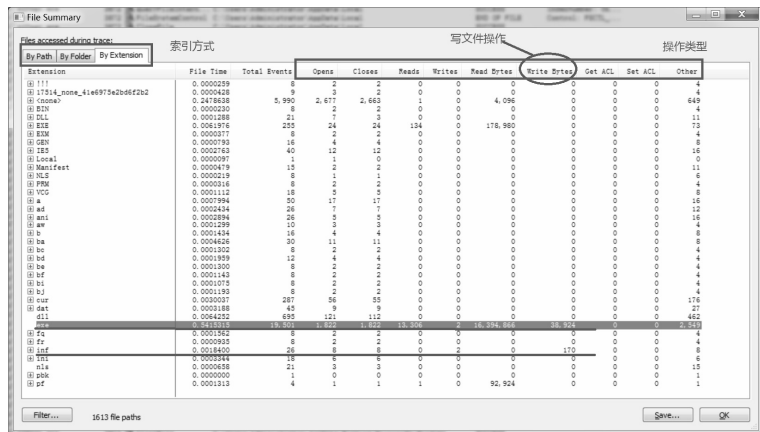 File Summary
Files accessed during trace:
By Path By Folder By Extension
索引方式
写文件操作
操作类型
Extension File Time Total Events Opens Closes Reads Writes Read Bytes Write Bytes Get ACL Set ACL Other
!!! 0.0000259 8 2 2 0 0 0 0 0 0 4
17514_none_41e6975e2bd6f2b2 0.0000428 9 3 2 0 0 0 0 0 0 4
<none> 0.2478638 5,990 2,677 2,663 1 0 4,096 0 0 0 649
BIN 0.0000230 8 2 2 0 0 0 0 0 0 4
DLL 0.0001288 21 7 3 0 0 0 0 0 0 11
EXE 0.0061976 255 24 24 134 0 178,980 0 0 0 73
EXM 0.0000377 8 2 2 0 0 0 0 0 0 4
GEN 0.0000793 16 4 4 0 0 0 0 0 0 8
IE5 0.0002763 40 12 12 0 0 0 0 0 0 16
Local 0.0000097 1 1 0 0 0 0 0 0 0 0
Manifest 0.0000479 15 2 2 0 0 0 0 0 0 11
NLS 0.0000219 8 1 1 0 0 0 0 0 0 6
PRM 0.0000316 8 2 2 0 0 0 0 0 0 4
VCG 0.0001112 18 5 5 0 0 0 0 0 0 8
a 0.0007994 50 17 17 0 0 0 0 0 0 16
ad 0.0002434 26 7 7 0 0 0 0 0 0 12
ani 0.0002894 26 5 5 0 0 0 0 0 0 16
aw 0.0001299 10 3 3 0 0 0 0 0 0 4
b 0.0001434 16 4 4 0 0 0 0 0 0 8
ba 0.0004626 30 11 11 0 0 0 0 0 0 8
bc 0.0001302 8 2 2 0 0 0 0 0 0 4
bd 0.0001959 12 4 4 0 0 0 0 0 0 4
be 0.0001300 8 2 2 0 0 0 0 0 0 4
bf 0.0001143 8 2 2 0 0 0 0 0 0 4
bi 0.0001075 8 2 2 0 0 0 0 0 0 4
bj 0.0001193 8 2 2 0 0 0 0 0 0 4
cur 0.0030037 287 56 55 0 0 0 0 0 0 176
dat 0.0003188 45 9 9 0 0 0 0 0 0 27
dll 0.0064252 695 121 112 0 0 0 0 0 0 462
exe 0.5415315 19,501 1,822 1,822 13,306 2 16,394,866 38,924 0 0 2,549
fq 0.0001562 8 2 2 0 0 0 0 0 0 4
fr 0.0000935 8 2 2 0 0 0 0 0 0 4
inf 0.0018400 26 8 8 0 2 0 170 0 0 8
ini 0.0003344 18 6 6 0 0 0 0 0 0 6
nls 0.0000658 21 3 3 0 0 0 0 0 0 15
pbk 0.0000000 1 0 0 0 0 0 0 0 0 1
pf 0.0001313 4 1 1 1 0 92,924 0 0 0 1
Filter... 1613 file paths Save... OK